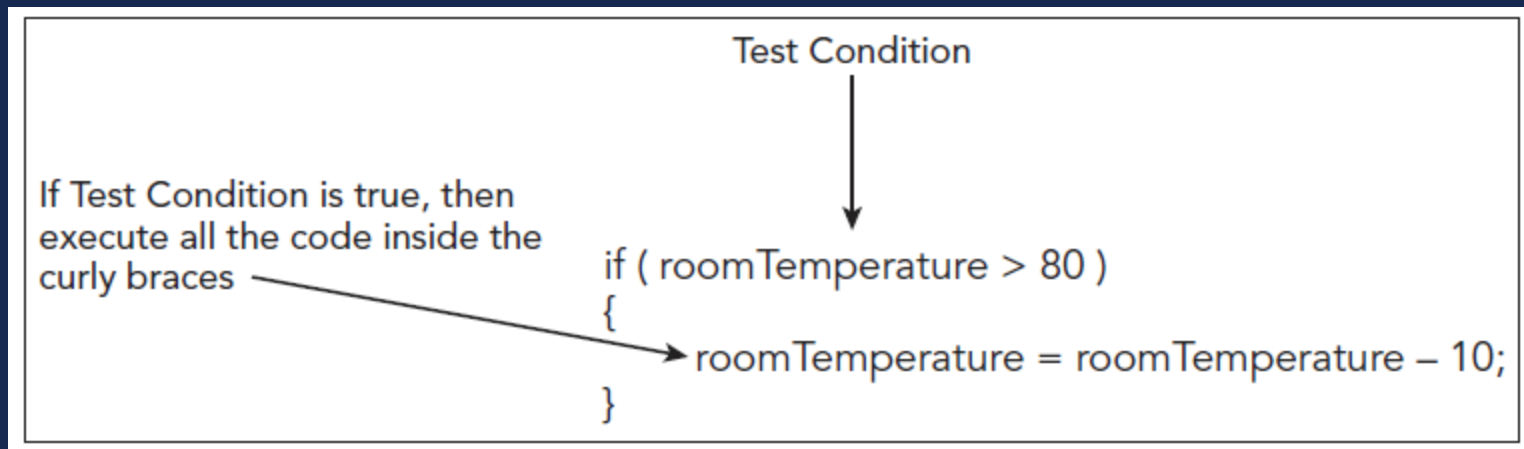 Test Condition
If Test Condition is true, then
execute all the code inside the
curly braces
if ( roomTemperature > 80 )
{
roomTemperature = roomTemperature – 10;
}